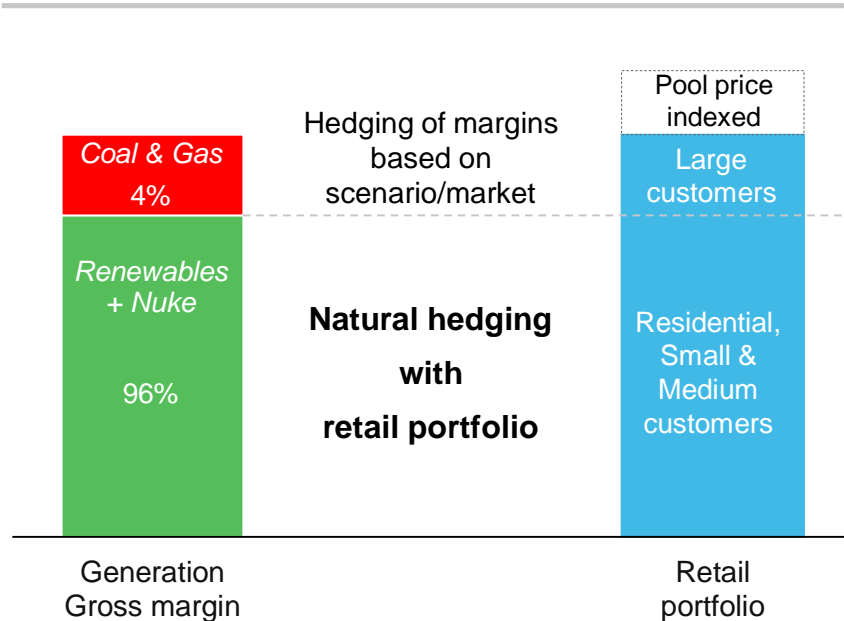 Coal & Gas
4%
Renewables
+ Nuke
96%
Generation
Gross margin
Hedging of margins
based on
scenario/market
Natural hedging
with
retail portfolio
Pool price
indexed
Large
customers
Residential,
Small &
Medium
customers
Retail
portfolio